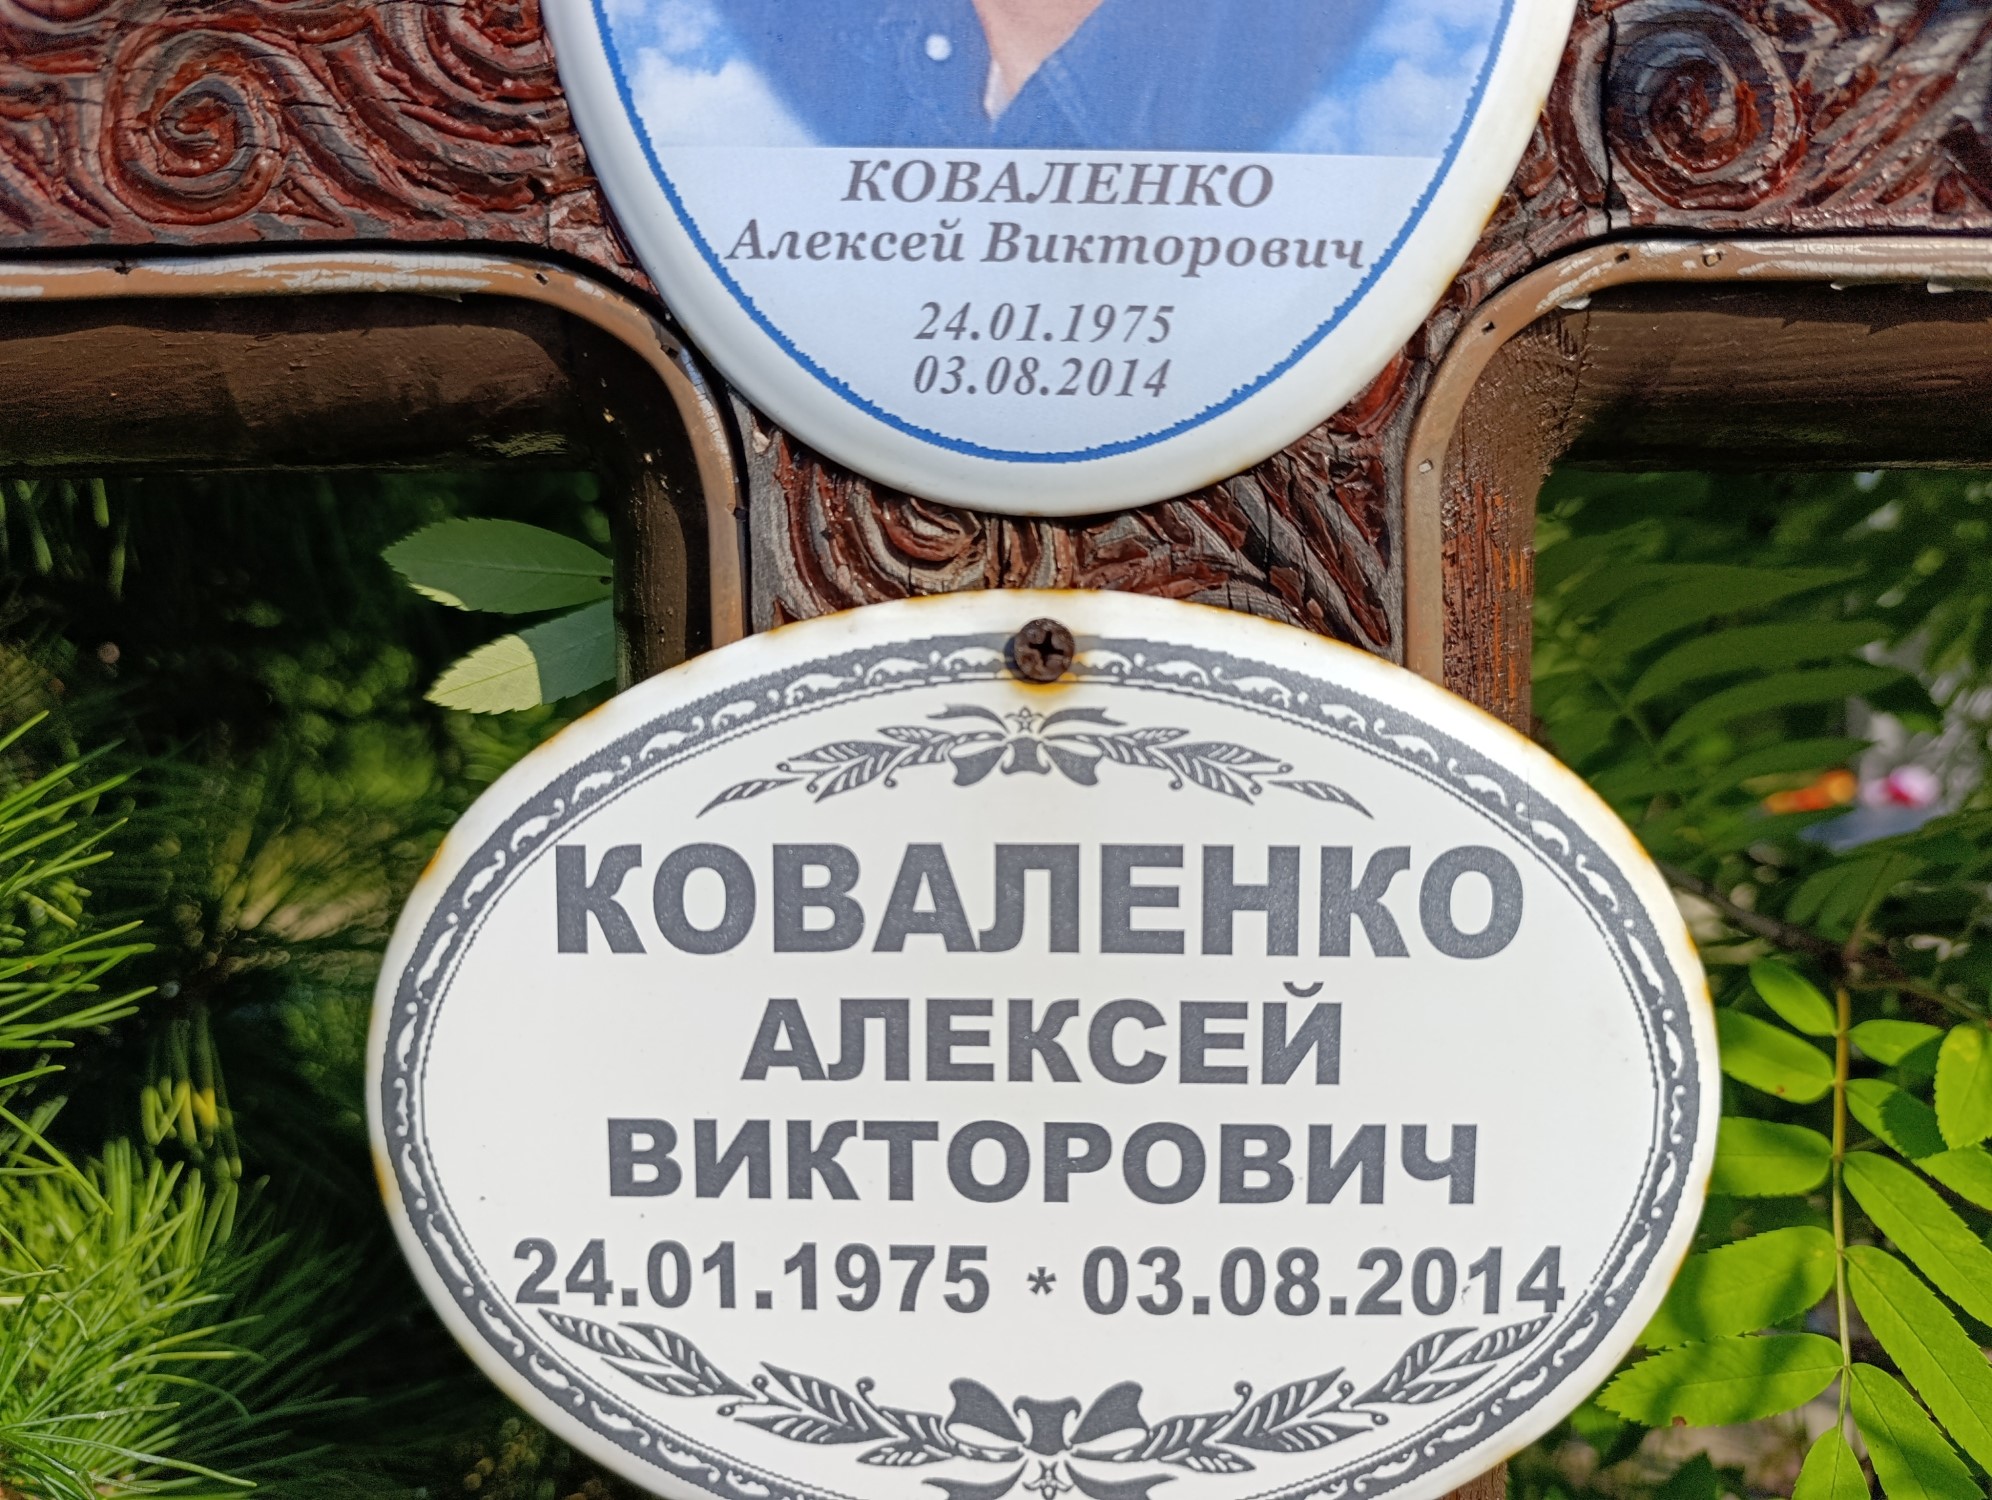 КОВАЛЕНКО
Алексей Викторович
24.01.1975
03.08.2014
КОВАЛЕНКО
АЛЕКСЕЙ
ВИКТОРОВИЧ
24.01.1975 * 03.08.2014